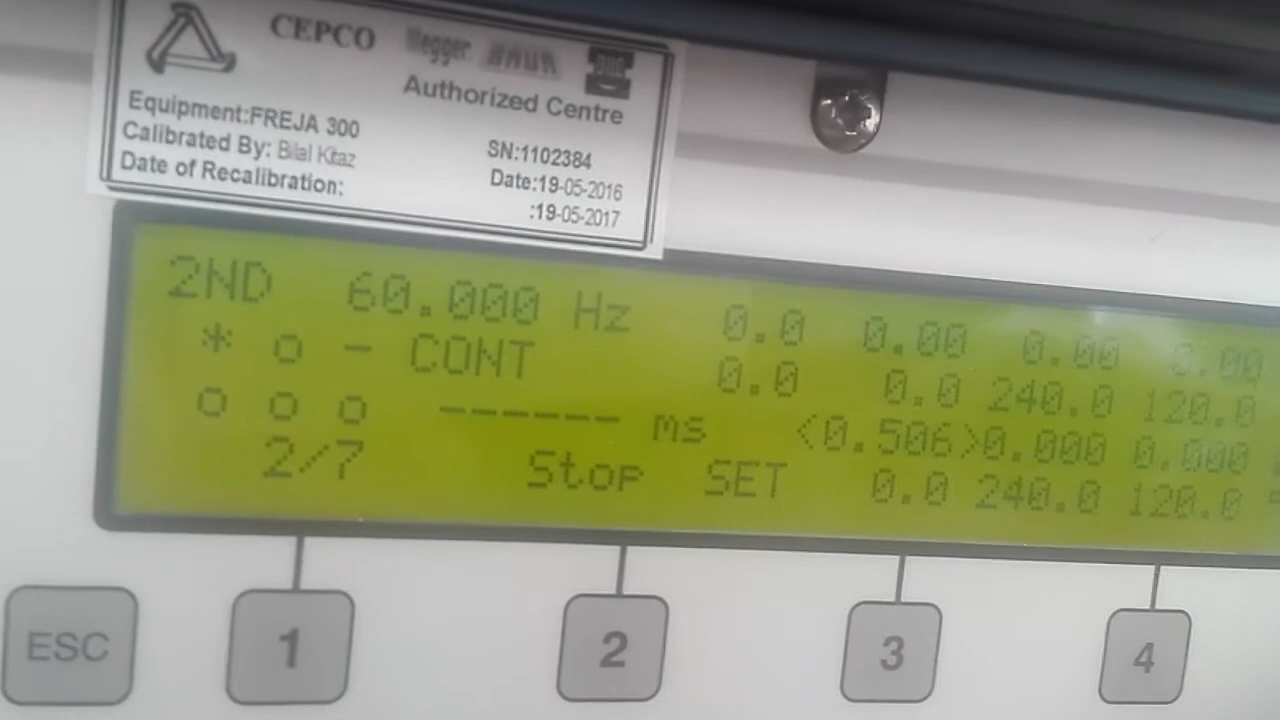 CEPCO Megger
Authorized Centre
Equipment:FREJA 300
Calibrated By: Bilal Kitaz SN:1102384
Date of Recalibration: Date:19-05-2016
:19-05-2017
2ND 60.000 Hz 0.0 0.00 0.00 0.00
* o - CONT 0.0 0.0 240.0 120.0
o o o ------ ms <0.506>0.000 0.000
2/7 Stop SET 0.0 240.0 120.0
ESC 1 2 3 4